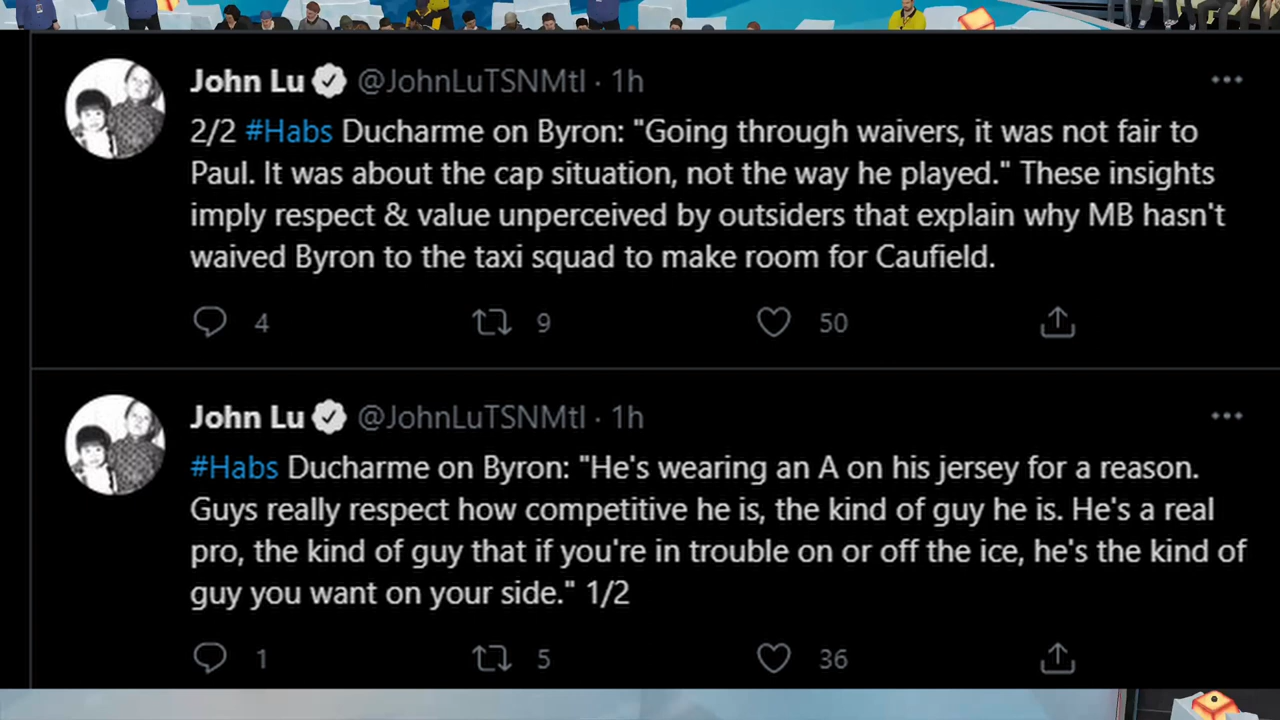 John Lu @JohnLuTSNMtl · 1h
2/2 #Habs Ducharme on Byron: "Going through waivers, it was not fair to
Paul. It was about the cap situation, not the way he played." These insights
imply respect & value unperceived by outsiders that explain why MB hasn't
waived Byron to the taxi squad to make room for Caufield.
4 9 50
John Lu @JohnLuTSNMtl · 1h
#Habs Ducharme on Byron: "He's wearing an A on his jersey for a reason.
Guys really respect how competitive he is, the kind of guy he is. He's a real
pro, the kind of guy that if you're in trouble on or off the ice, he's the kind of
guy you want on your side." 1/2
1 5 36